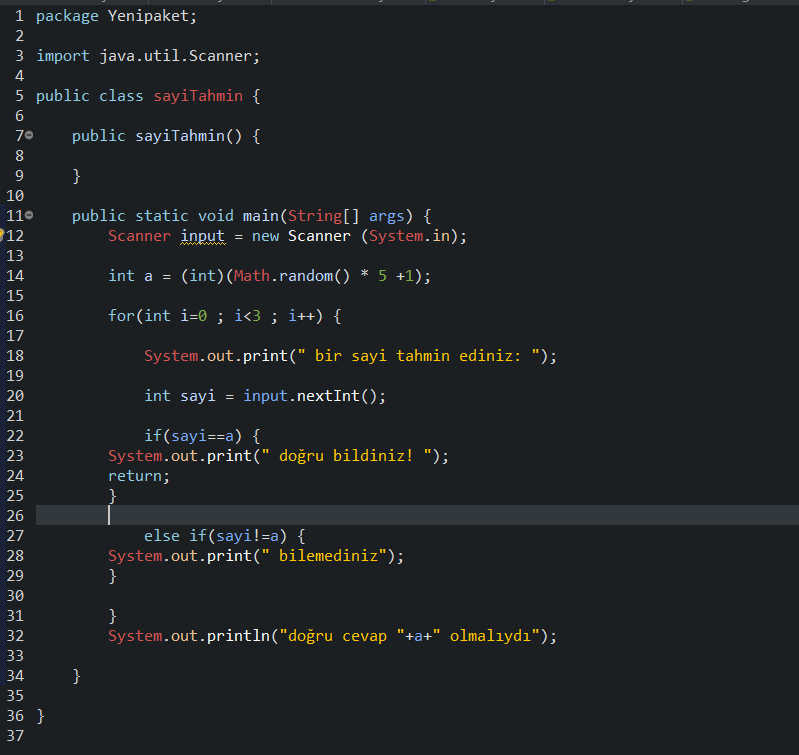 1 package Yenipaket;
2
3 import java.util.Scanner;
4
5 public class sayiTahmin {
6
7 public sayiTahmin() {
8
9 }
10
11 public static void main(String[] args) {
12 Scanner input = new Scanner (System.in);
13
14 int a = (int)(Math.random() * 5 +1);
15
16 for(int i=0 ; i<3 ; i++) {
17
18 System.out.print(" bir sayi tahmin ediniz: ");
19
20 int sayi = input.nextInt();
21
22 if(sayi==a) {
23 System.out.print(" doğru bildiniz! ");
24 return;
25 }
26
27 else if(sayi!=a) {
28 System.out.print(" bilemediniz");
29 }
30
31 }
32 System.out.println("doğru cevap "+a+" olmalıydı");
33
34 }
35
36 }
37